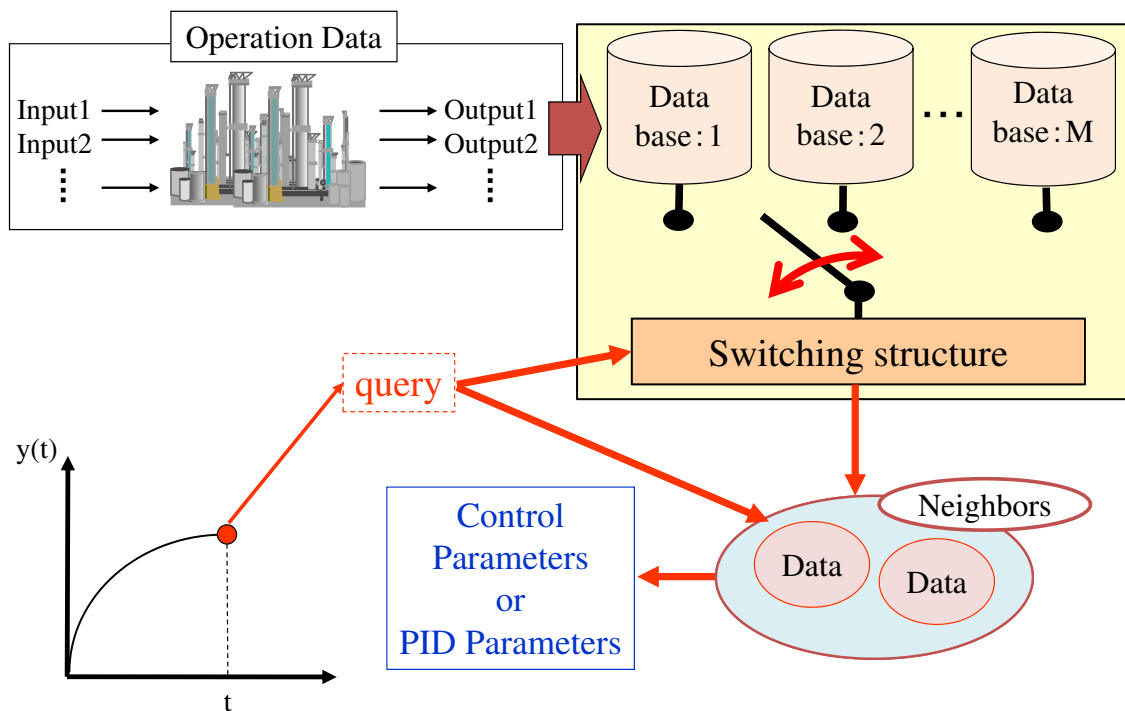 Operation Data
Input1
Input2
Output1
Output2
Data
base:1
Data
base:2
...
Data
base:M
Switching structure
query
y(t)
t
Control
Parameters
or
PID Parameters
Neighbors
Data
Data